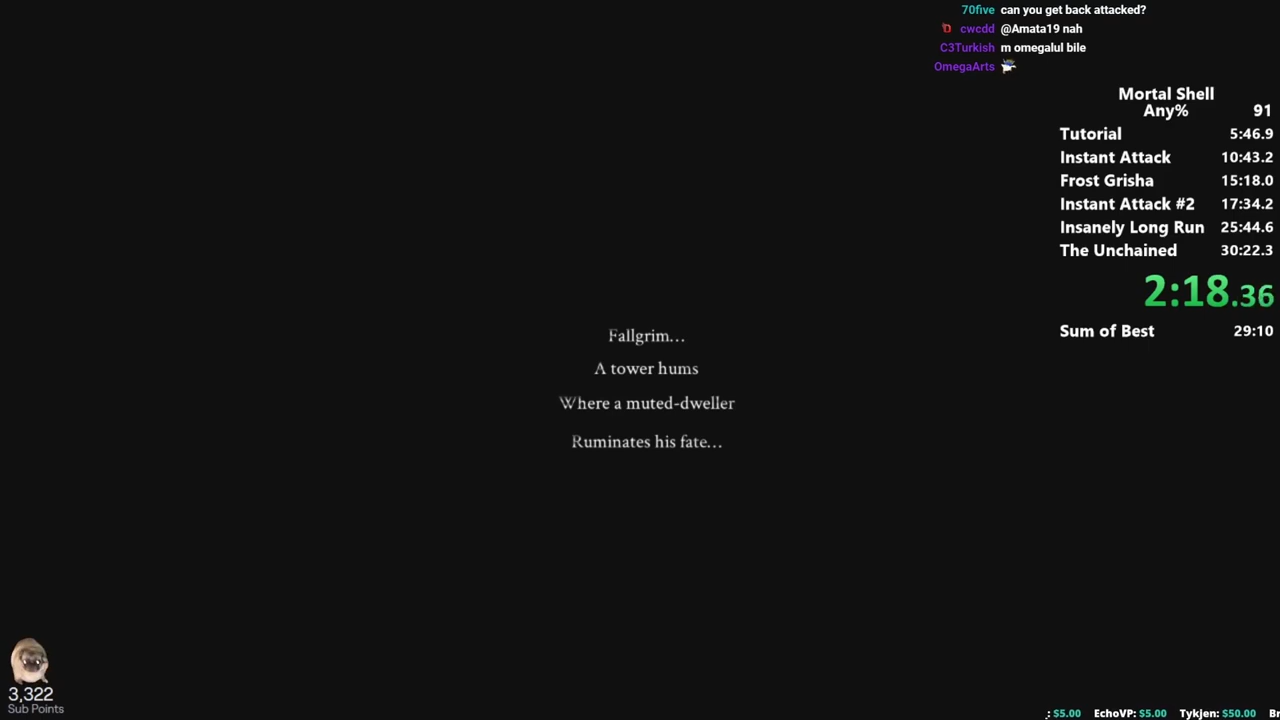 70five can you get back attacked?
cwcdd @Amata19 nah
C3Turkish m omegalul bile
OmegaArts
Mortal Shell
Any% 91
Tutorial 5:46.9
Instant Attack 10:43.2
Frost Grisha 15:18.0
Instant Attack #2 17:34.2
Insanely Long Run 25:44.6
The Unchained 30:22.3
2:18.36
Sum of Best 29:10
Fallgrim...
A tower hums
Where a muted-dweller
Ruminates his fate...
3,322
Sub Points
: $5.00 EchoVP: $5.00 Tykjen: $50.00 Br